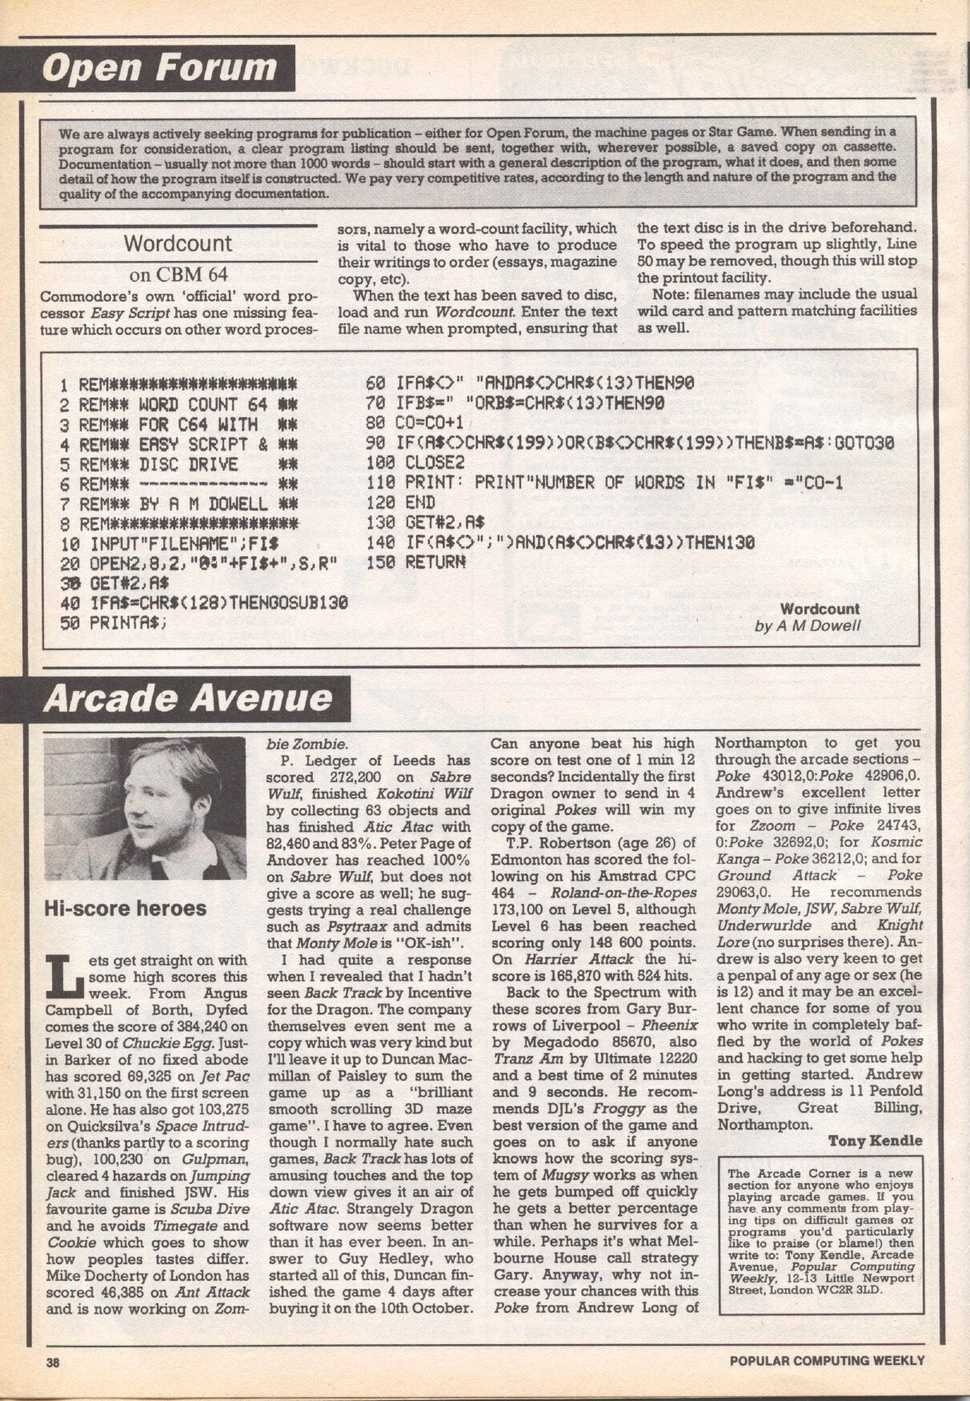 Open Forum
We are always actively seeking programs for publication – either for Open Forum, the machine pages or Star Game. When sending in a
program for consideration, a clear program listing should be sent, together with, wherever possible, a saved copy on cassette.
Documentation – usually not more than 1000 words – should start with a general description of the program, what it does, and then some
detail of how the program itself is constructed. We pay very competitive rates, according to the length and nature of the program and the
quality of the accompanying documentation.
Wordcount
on CBM 64
Commodore's own 'official' word pro-
cessor Easy Script has one missing fea-
ture which occurs on other word proces-
sors, namely a word-count facility, which
is vital to those who have to produce
their writings to order (essays, magazine
copy, etc).
When the text has been saved to disc,
load and run Wordcount. Enter the text
file name when prompted, ensuring that
the text disc is in the drive beforehand.
To speed the program up slightly, Line
50 may be removed, though this will stop
the printout facility.
Note: filenames may include the usual
wild card and pattern matching facilities
as well.
1 REM*******************
2 REM** WORD COUNT 64 **
3 REM** FOR C64 WITH  **
4 REM** EASY SCRIPT & **
5 REM** DISC DRIVE    **
6 REM** ------------- **
7 REM** BY A M DOWELL **
8 REM*******************
10 INPUT"FILENAME";FI$
20 OPEN2,8,2,"0:"+FI$+",S,R"
30 GET#2,A$
40 IFA$=CHR$(128)THENGOSUB130
50 PRINTA$;
60 IFA$<>" "ANDA$<>CHR$(13)THEN90
70 IFB$=" "ORB$=CHR$(13)THEN90
80 CO=CO+1
90 IF(A$<>CHR$(199))OR(B$<>CHR$(199))THENB$=A$:GOTO30
100 CLOSE2
110 PRINT: PRINT"NUMBER OF WORDS IN "FI$" ="CO-1
120 END
130 GET#2,A$
140 IF(A$<>";")AND(A$<>CHR$(13))THEN130
150 RETURN
Wordcount
by A M Dowell
Arcade Avenue
Hi-score heroes
Lets get straight on with
some high scores this
week. From Angus
Campbell of Borth, Dyfed
comes the score of 384,240 on
Level 30 of Chuckie Egg. Just-
in Barker of no fixed abode
has scored 69,325 on Jet Pac
with 31,150 on the first screen
alone. He has also got 103,275
on Quicksilva's Space Intrud-
ers (thanks partly to a scoring
bug), 100,230 on Gulpman,
cleared 4 hazards on Jumping
Jack and finished JSW. His
favourite game is Scuba Dive
and he avoids Timegate and
Cookie which goes to show
how peoples tastes differ.
Mike Docherty of London has
scored 46,385 on Ant Attack
and is now working on Zom-
bie Zombie.
P. Ledger of Leeds has
scored 272,200 on Sabre
Wulf, finished Kokotini Wilf
by collecting 63 objects and
has finished Atic Atac with
82,460 and 83%. Peter Page of
Andover has reached 100%
on Sabre Wulf, but does not
give a score as well; he sug-
gests trying a real challenge
such as Psytraax and admits
that Monty Mole is "OK-ish".
I had quite a response
when I revealed that I hadn't
seen Back Track by Incentive
for the Dragon. The company
themselves even sent me a
copy which was very kind but
I'll leave it up to Duncan Mac-
millan of Paisley to sum the
game up as a "brilliant
smooth scrolling 3D maze
game". I have to agree. Even
though I normally hate such
games, Back Track has lots of
amusing touches and the top
down view gives it an air of
Atic Atac. Strangely Dragon
software now seems better
than it has ever been. In an-
swer to Guy Hedley, who
started all of this, Duncan fin-
ished the game 4 days after
buying it on the 10th October.
Can anyone beat his high
score on test one of 1 min 12
seconds? Incidentally the first
Dragon owner to send in 4
original Pokes will win my
copy of the game.
T.P. Robertson (age 26) of
Edmonton has scored the fol-
lowing on his Amstrad CPC
464 – Roland-on-the-Ropes
173,100 on Level 5, although
Level 6 has been reached
scoring only 148 600 points.
On Harrier Attack the hi-
score is 165,870 with 524 hits.
Back to the Spectrum with
these scores from Gary Bur-
rows of Liverpool – Pheenix
by Megadodo 85670, also
Tranz Am by Ultimate 12220
and a best time of 2 minutes
and 9 seconds. He recom-
mends DJL's Froggy as the
best version of the game and
goes on to ask if anyone
knows how the scoring sys-
tem of Mugsy works as when
he gets bumped off quickly
he gets a better percentage
than when he survives for a
while. Perhaps it's what Mel-
bourne House call strategy
Gary. Anyway, why not in-
crease your chances with this
Poke from Andrew Long of
Northampton to get you
through the arcade sections –
Poke 43012,0:Poke 42906,0.
Andrew's excellent letter
goes on to give infinite lives
for Zzoom – Poke 24743,
0:Poke 32692,0; for Kosmic
Kanga – Poke 36212,0; and for
Ground Attack – Poke
29063,0. He recommends
Monty Mole, JSW, Sabre Wulf,
Underwurlde and Knight
Lore (no surprises there). An-
drew is also very keen to get
a penpal of any age or sex (he
is 12) and it may be an excel-
lent chance for some of you
who write in completely baf-
fled by the world of Pokes
and hacking to get some help
in getting started. Andrew
Long's address is 11 Penfold
Drive, Great Billing,
Northampton.
Tony Kendle
The Arcade Corner is a new
section for anyone who enjoys
playing arcade games. If you
have any comments from play-
ing tips on difficult games or
programs you'd particularly
like to praise (or blame!) then
write to: Tony Kendle, Arcade
Avenue, Popular Computing
Weekly, 12-13 Little Newport
Street, London WC2R 3LD.
38
POPULAR COMPUTING WEEKLY